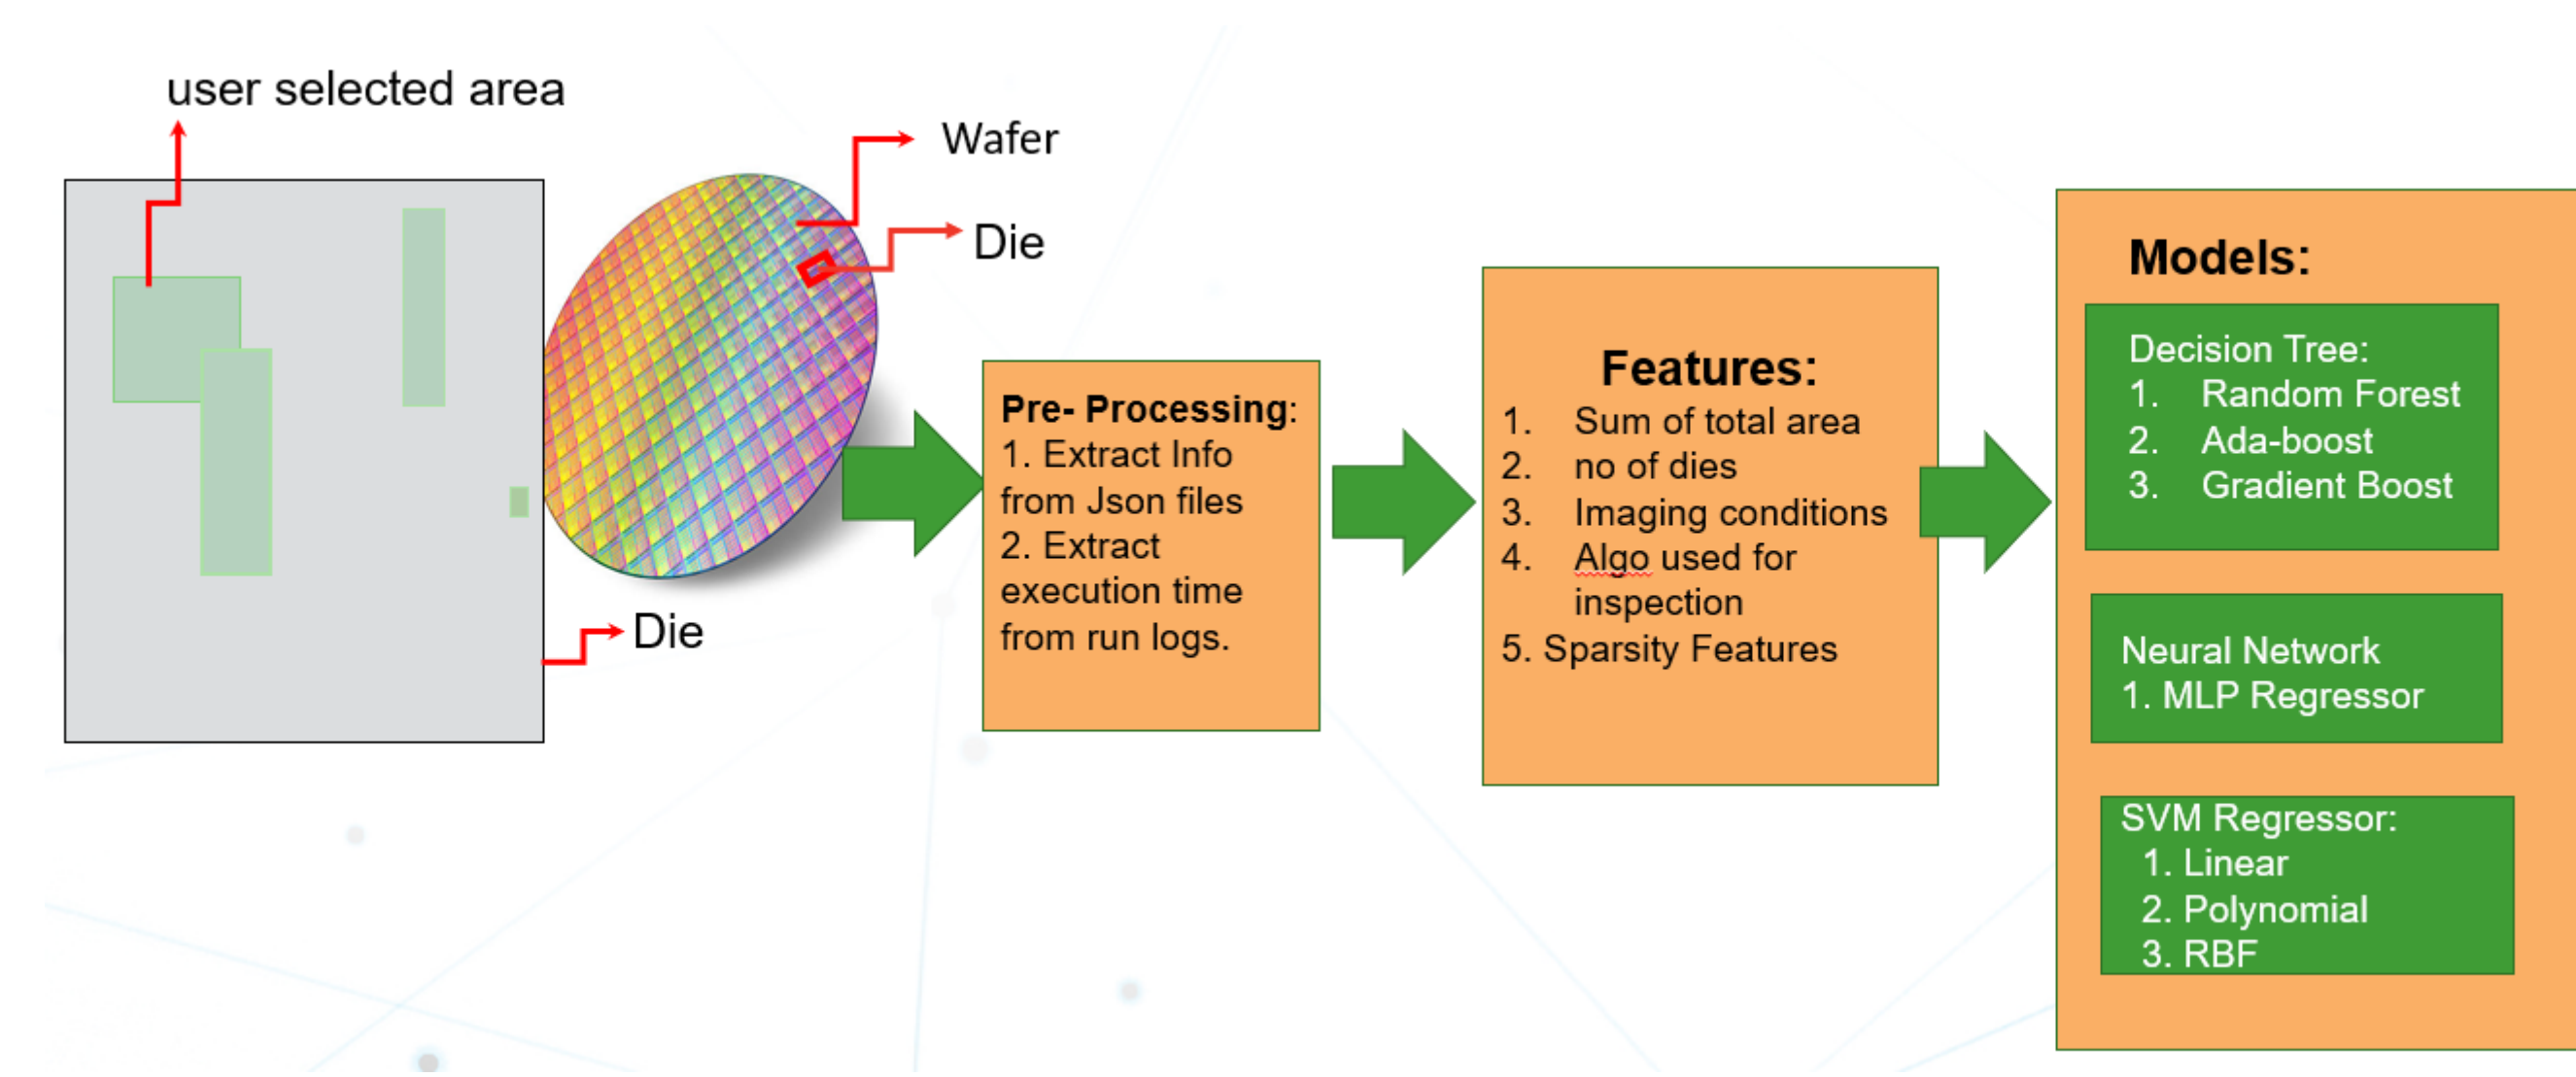 user selected area
Wafer
Die
Die
Pre- Processing:
1. Extract Info
from Json files
2. Extract
execution time
from run logs.
Features:
1. Sum of total area
2. no of dies
3. Imaging conditions
4. Algo used for
inspection
5. Sparsity Features
Models:
Decision Tree:
1. Random Forest
2. Ada-boost
3. Gradient Boost
Neural Network
1. MLP Regressor
SVM Regressor:
1. Linear
2. Polynomial
3. RBF